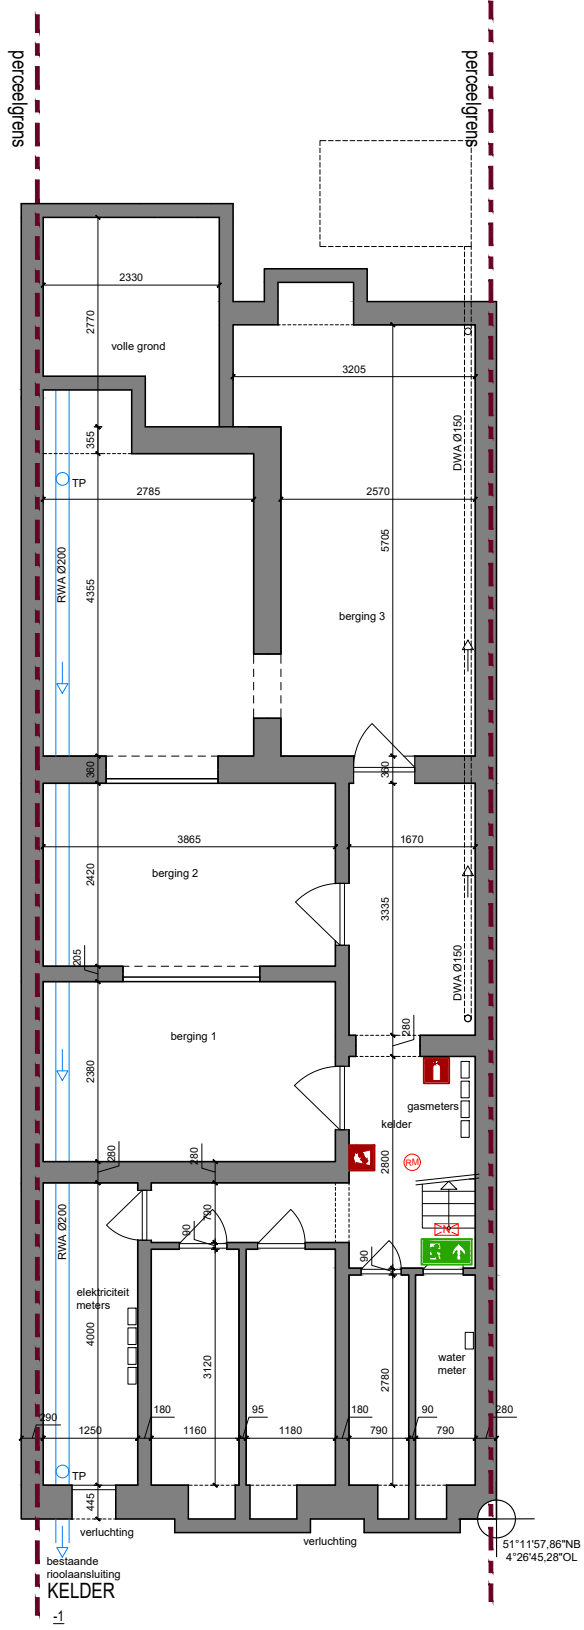 perceelgrens
perceelgrens
2330
2770
volle grond
3205
355
DWA Ø150
TP
2785
2570
5705
RWA Ø200
4355
berging 3
360
360
3865
1670
berging 2
2420
3335
205
DWA Ø150
280
berging 1
2380
gasmeters
kelder
280
280
2800
RM
790
RWA Ø200
90
90
elektriciteit
meters
4000
3120
2780
water
meter
290
180
95
180
90
280
1250
1160
1180
790
790
TP
445
verluchting
verluchting
bestaande
rioolaansluiting
51°11'57,86"NB
4°26'45,28"OL
KELDER
-1